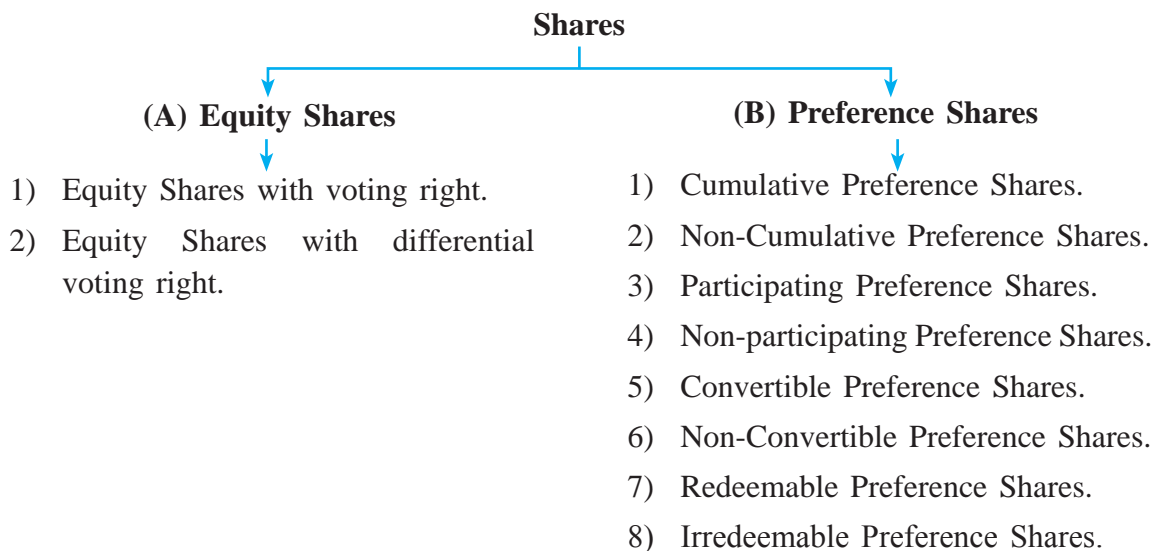 Shares
(A) Equity Shares
1) Equity Shares with voting right.
2) Equity Shares with differential
voting right.
(B) Preference Shares
1) Cumulative Preference Shares.
2) Non-Cumulative Preference Shares.
3) Participating Preference Shares.
4) Non-participating Preference Shares.
5) Convertible Preference Shares.
6) Non-Convertible Preference Shares.
7) Redeemable Preference Shares.
8) Irredeemable Preference Shares.